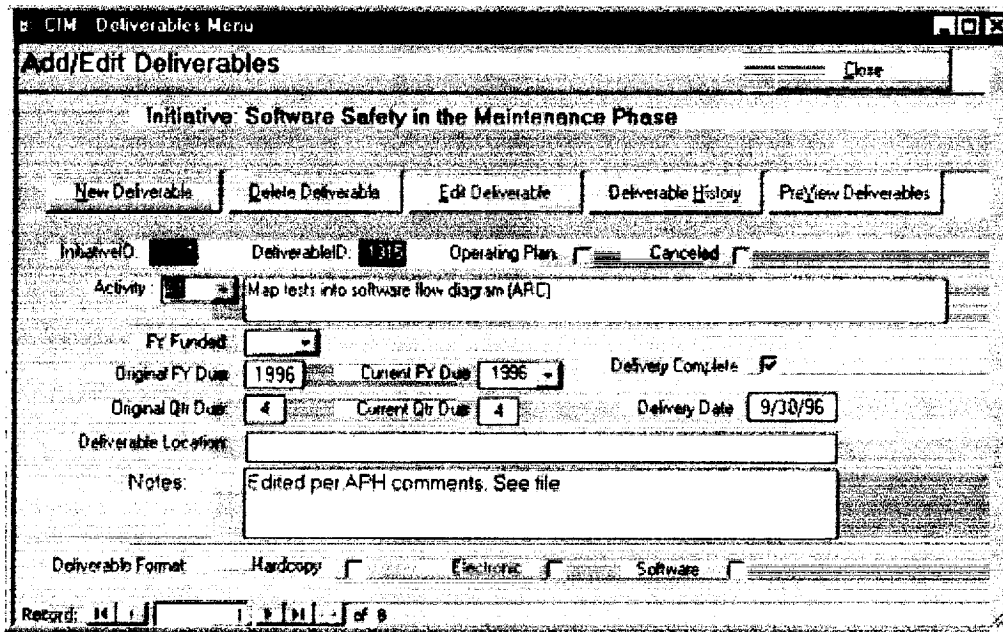 CIM Deliverables Menu
Add/Edit Deliverables
Close
Initiative: Software Safety in the Maintenance Phase
New Deliverable Delete Deliverable Edit Deliverable Deliverable History PreView Deliverables
InitiativeID: DeliverableID: 1315 Operating Plan: Canceled
Activity: Map tests into software flow diagram (ARC)
FY Funded:
Original FY Due: 1996 Current FY Due 1996 Delivery Complete
Original Qtr Due: 4 Current Qtr Due 4 Delivery Date 9/30/96
Deliverable Location:
Notes: Edited per APH comments. See file
Deliverable Format Hardcopy Electronic Software
Record: 1 of 8